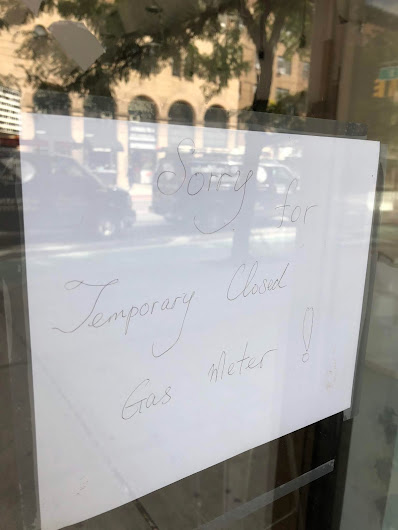 Sorry for
Temporary Closed
Gas meter !